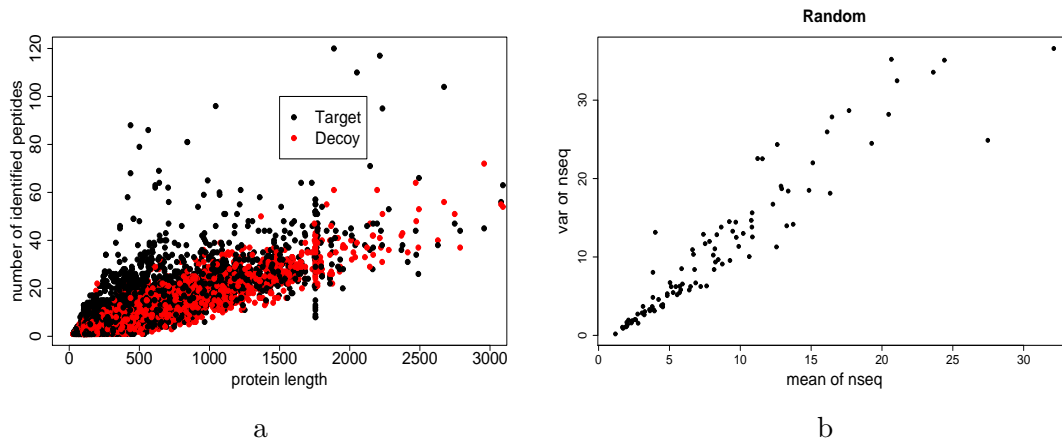 number of identified peptides
0 20 40 60 80 100 120
Target
Decoy
0 500 1000 1500 2000 2500 3000
protein length
a
Random
var of nseq
0 10 20 30
0 5 10 15 20 25 30
mean of nseq
b